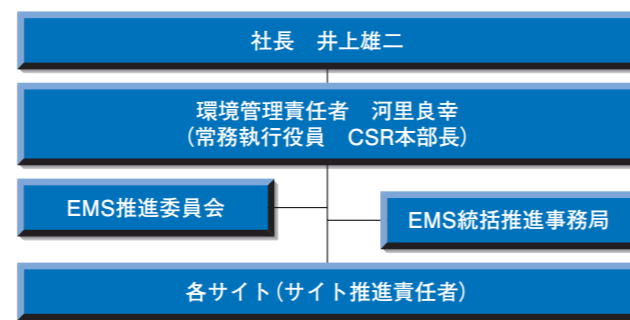 社長　井上雄二
環境管理責任者　河里良幸
（常務執行役員　CSR本部長）
EMS推進委員会
EMS統括推進事務局
各サイト（サイト推進責任者）